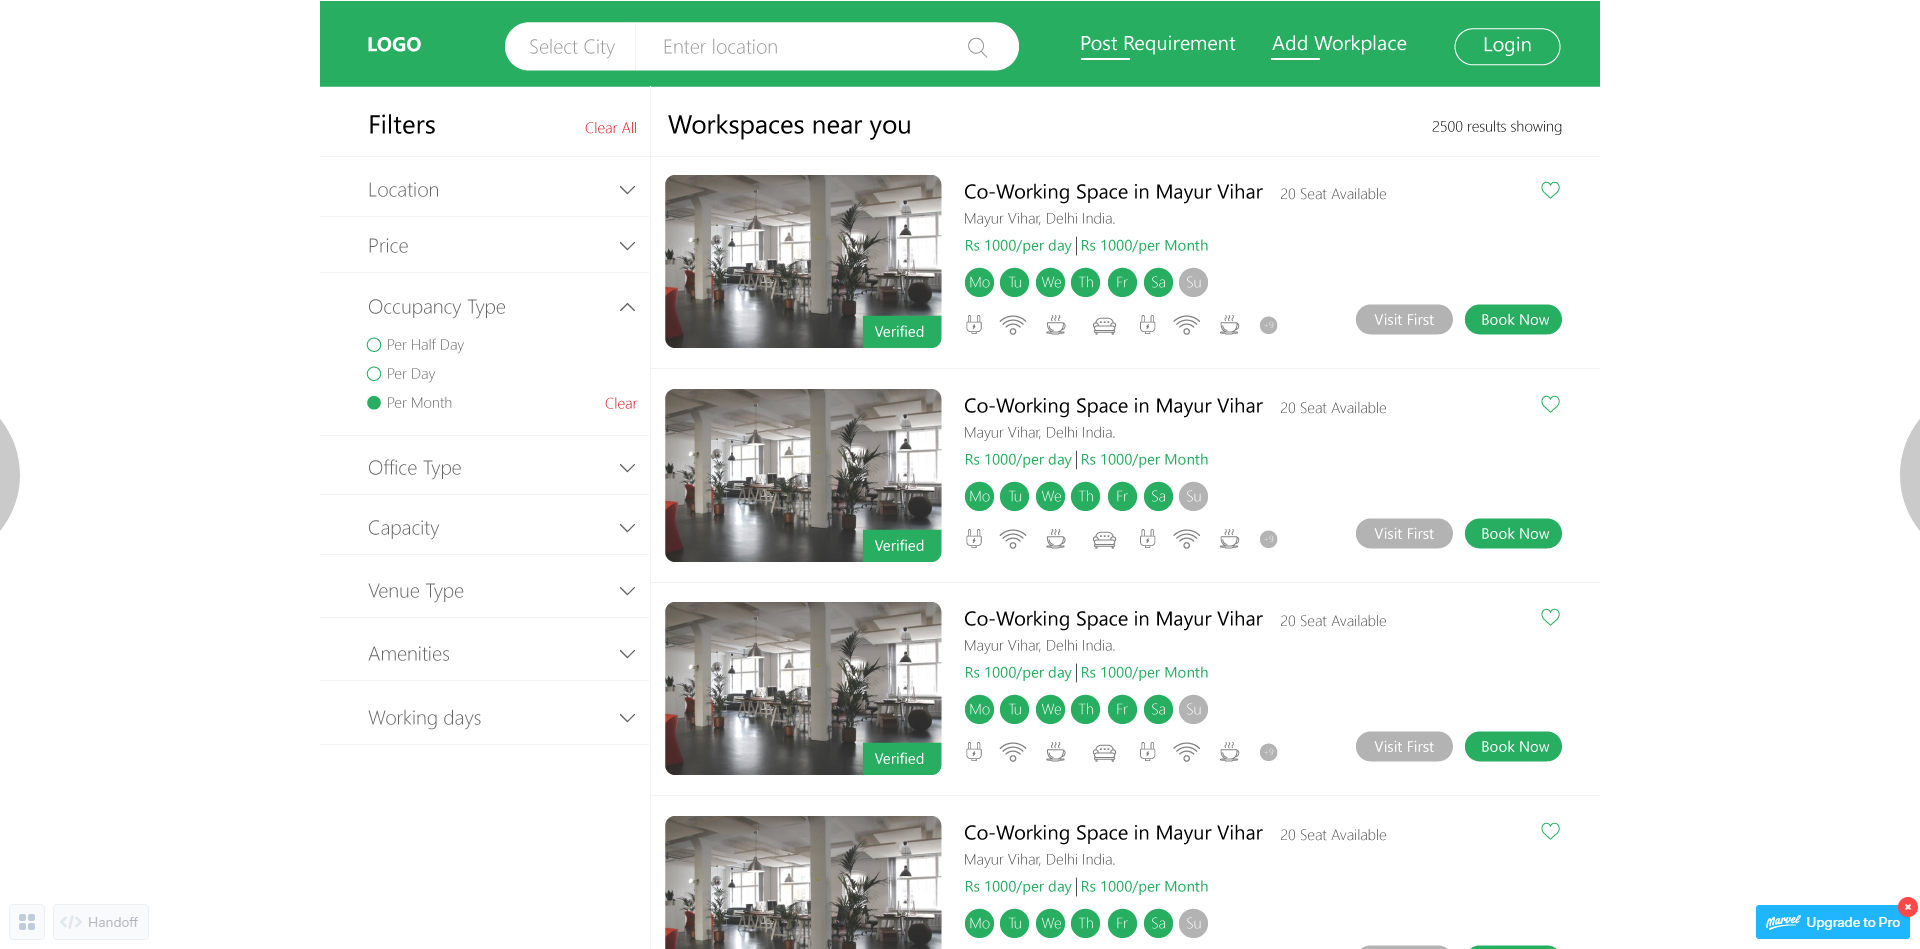 LOGO
Select City
Enter location
Post Requirement
Add Workplace
Login
Filters
Clear All
Location
Price
Occupancy Type
Per Half Day
Per Day
Per Month
Clear
Office Type
Capacity
Venue Type
Amenities
Working days
Workspaces near you
2500 results showing
Verified
Co-Working Space in Mayur Vihar 20 Seat Available
Mayur Vihar, Delhi India.
Rs 1000/per day | Rs 1000/per Month
Mo Tu We Th Fr Sa Su
+9
Visit First
Book Now
Verified
Co-Working Space in Mayur Vihar 20 Seat Available
Mayur Vihar, Delhi India.
Rs 1000/per day | Rs 1000/per Month
Mo Tu We Th Fr Sa Su
+9
Visit First
Book Now
Verified
Co-Working Space in Mayur Vihar 20 Seat Available
Mayur Vihar, Delhi India.
Rs 1000/per day | Rs 1000/per Month
Mo Tu We Th Fr Sa Su
+9
Visit First
Book Now
Co-Working Space in Mayur Vihar 20 Seat Available
Mayur Vihar, Delhi India.
Rs 1000/per day | Rs 1000/per Month
Mo Tu We Th Fr Sa Su
</> Handoff
Marvel Upgrade to Pro